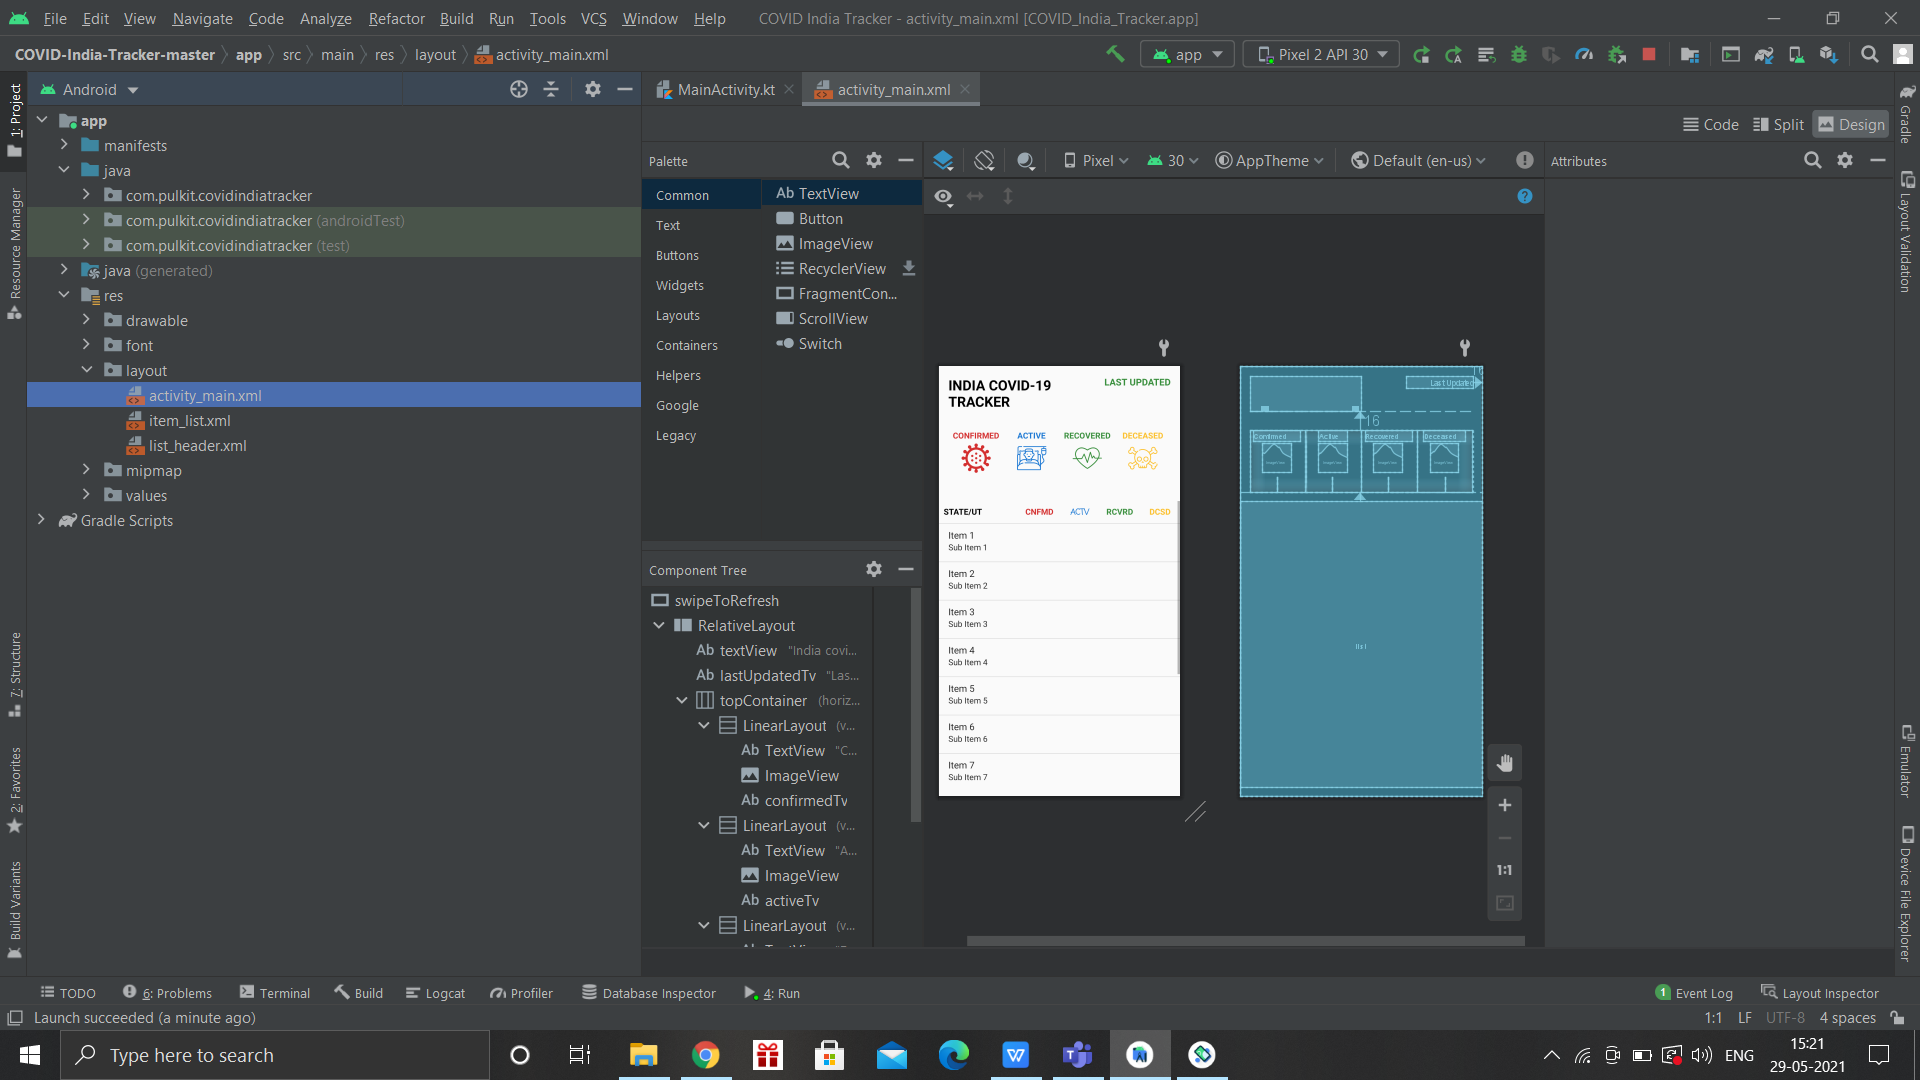 File Edit View Navigate Code Analyze Refactor Build Run Tools VCS Window Help COVID India Tracker - activity_main.xml [COVID_India_Tracker.app]
COVID-India-Tracker-master app src main res layout activity_main.xml app Pixel 2 API 30
1: Project
Resource Manager
7: Structure
2: Favorites
Build Variants
Android
app
manifests
java
com.pulkit.covidindiatracker
com.pulkit.covidindiatracker (androidTest)
com.pulkit.covidindiatracker (test)
java (generated)
res
drawable
font
layout
activity_main.xml
item_list.xml
list_header.xml
mipmap
values
Gradle Scripts
MainActivity.kt activity_main.xml
Code Split Design
Palette
Common
Text
Buttons
Widgets
Layouts
Containers
Helpers
Google
Legacy
Ab TextView
Button
ImageView
RecyclerView
FragmentCon...
ScrollView
Switch
Component Tree
swipeToRefresh
RelativeLayout
Ab textView "India covi...
Ab lastUpdatedTv "Las...
topContainer (horiz...
LinearLayout (v...
Ab TextView "C...
ImageView
Ab confirmedTv
LinearLayout (v...
Ab TextView "A...
ImageView
Ab activeTv
LinearLayout (v...
Pixel 30 AppTheme Default (en-us)
INDIA COVID-19
TRACKER
LAST UPDATED
CONFIRMED ACTIVE RECOVERED DECEASED
STATE/UT CNFMD ACTV RCVRD DCSD
Item 1
Sub Item 1
Item 2
Sub Item 2
Item 3
Sub Item 3
Item 4
Sub Item 4
Item 5
Sub Item 5
Item 6
Sub Item 6
Item 7
Sub Item 7
Last Updated
16
Confirmed Active Recovered Deceased
list
1:1
Attributes
Gradle
Layout Validation
Emulator
Device File Explorer
TODO 6: Problems Terminal Build Logcat Profiler Database Inspector 4: Run 1 Event Log Layout Inspector
Launch succeeded (a minute ago) 1:1 LF UTF-8 4 spaces
Type here to search
ENG
15:21
29-05-2021